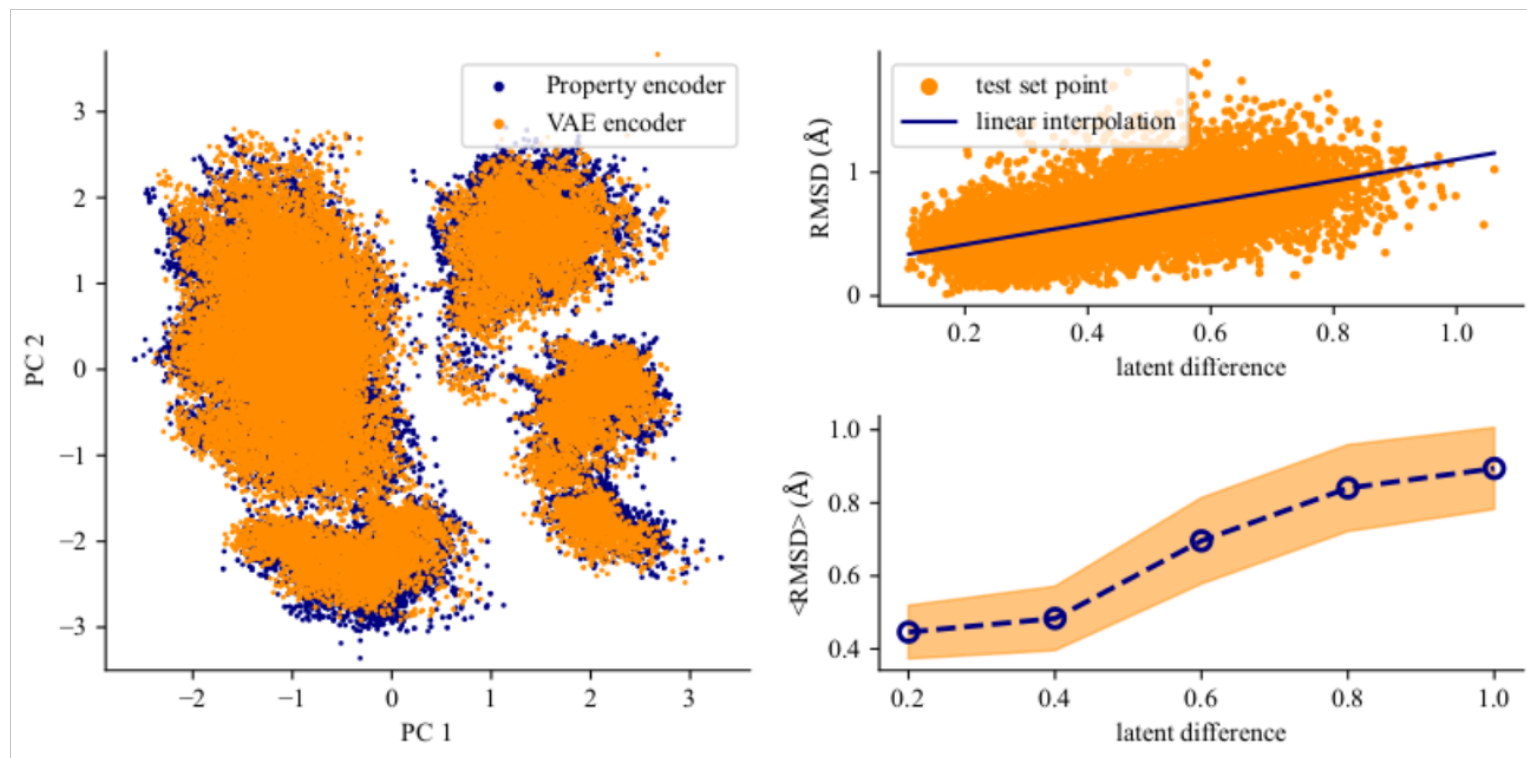 Property encoder
VAE encoder
3
2
1
0
−1
−2
−3
PC 2
−2
−1
0
1
2
3
PC 1
test set point
linear interpolation
1
0
RMSD (Å)
0.2
0.4
0.6
0.8
1.0
latent difference
1.0
0.8
0.6
0.4
<RMSD> (Å)
0.2
0.4
0.6
0.8
1.0
latent difference